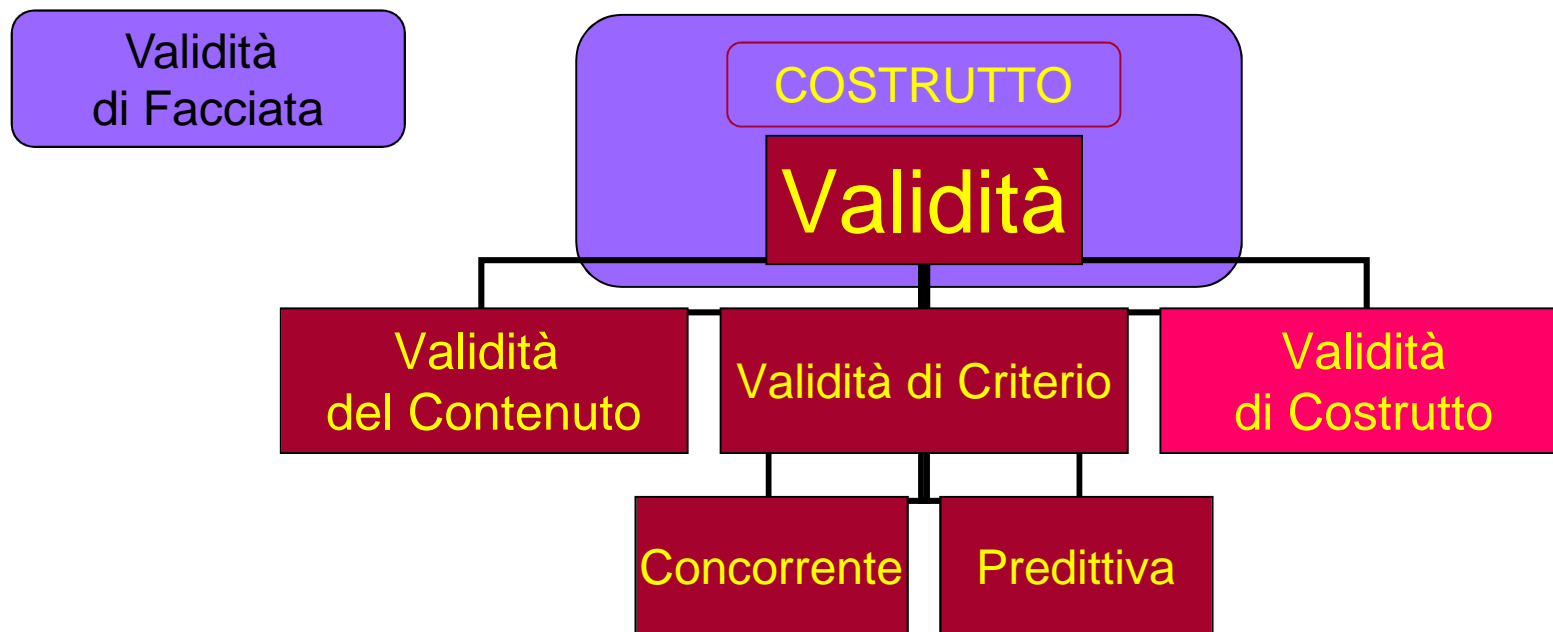 Validità
di Facciata
COSTRUTTO
Validità
Validità
del Contenuto
Validità di Criterio
Validità
di Costrutto
Concorrente
Predittiva